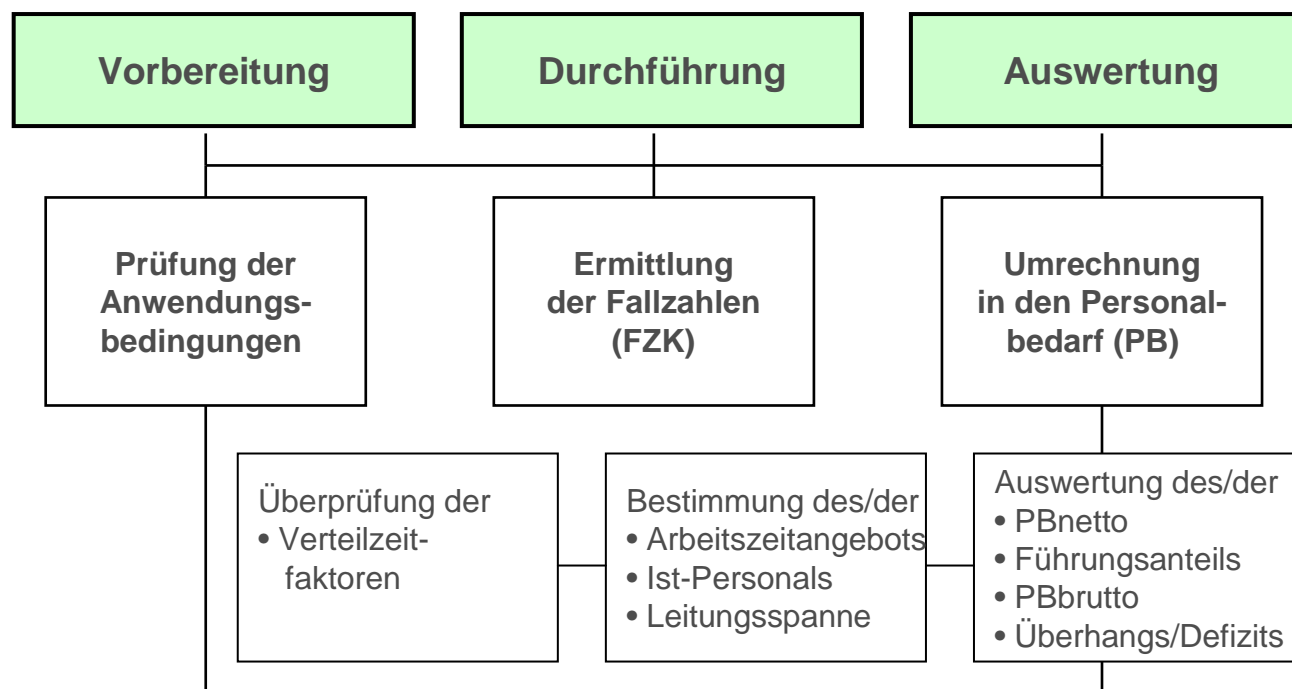 Vorbereitung
Durchführung
Auswertung
Prüfung der
Anwendungs-
bedingungen
Ermittlung
der Fallzahlen
(FZK)
Umrechnung
in den Personal-
bedarf (PB)
Überprüfung der
• Verteilzeit-
faktoren
Bestimmung des/der
• Arbeitszeitangebots
• Ist-Personals
• Leitungsspanne
Auswertung des/der
• PBnetto
• Führungsanteils
• PBbrutto
• Überhangs/Defizits